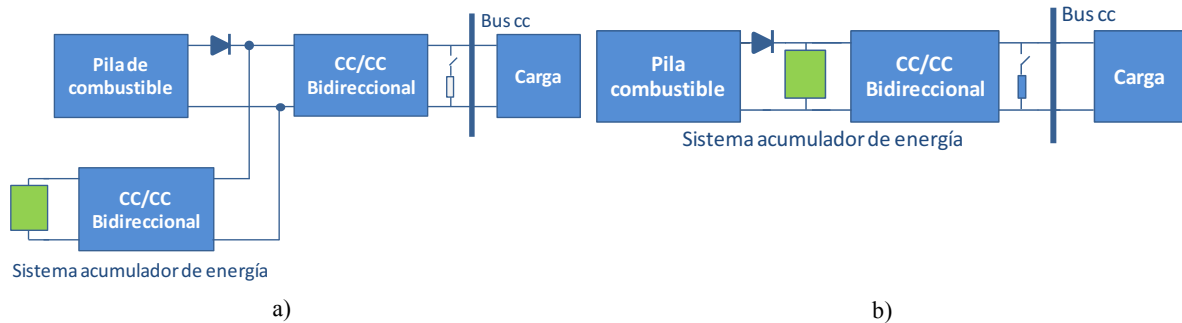 Pila de
combustible
CC/CC
Bidireccional
Bus cc
Carga
CC/CC
Bidireccional
Sistema acumulador de energía
a)
Pila
combustible
CC/CC
Bidireccional
Bus cc
Carga
Sistema acumulador de energía
b)